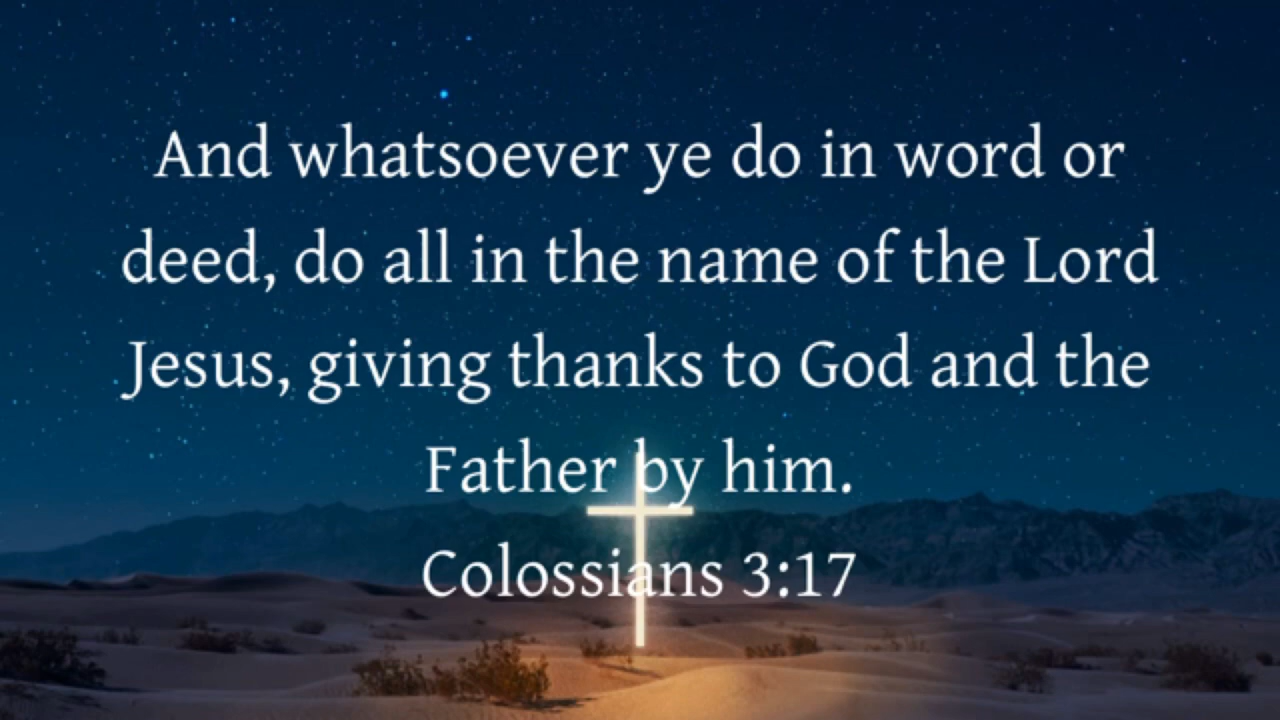 And whatsoever ye do in word or
deed, do all in the name of the Lord
Jesus, giving thanks to God and the
Father by him.
Colossians 3:17